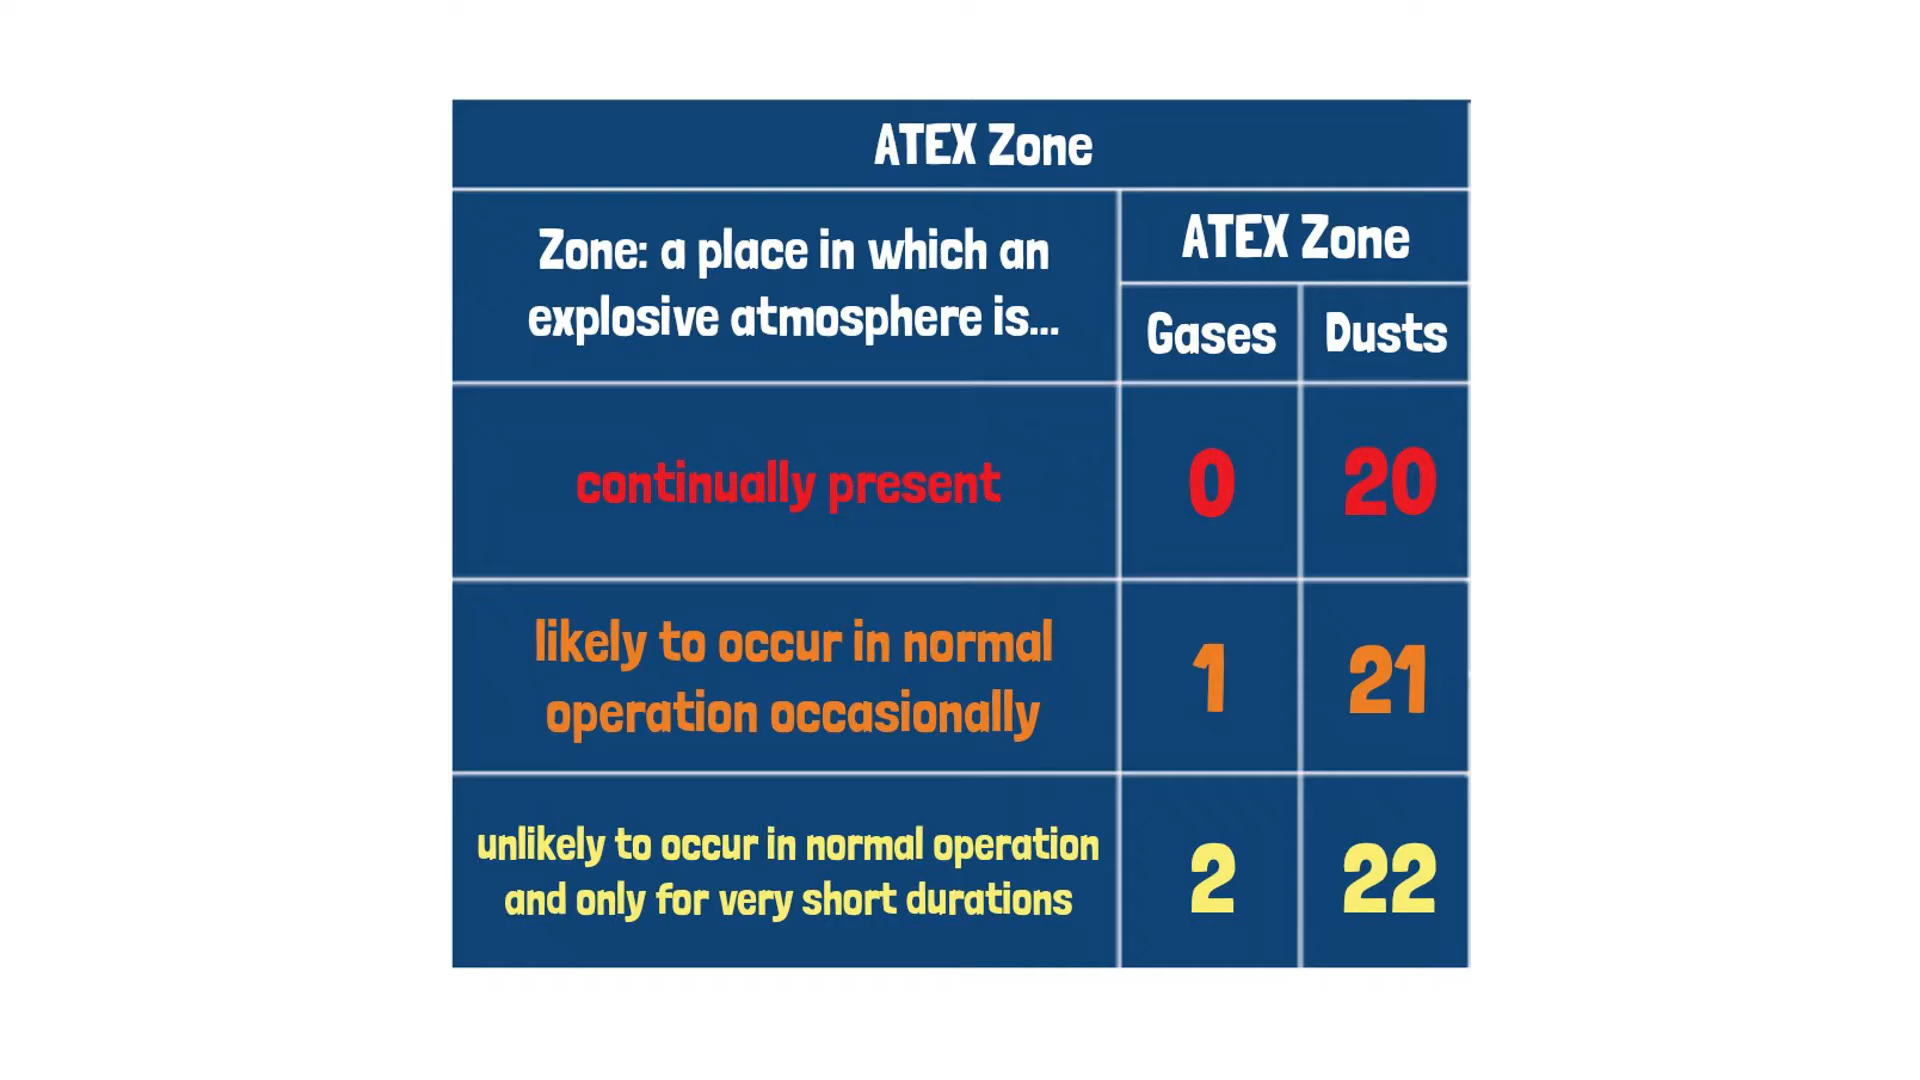 ATEX Zone
Zone: a place in which an
explosive atmosphere is...
ATEX Zone
Gases Dusts
continually present 0 20
likely to occur in normal
operation occasionally
1 21
unlikely to occur in normal operation
and only for very short durations
2 22